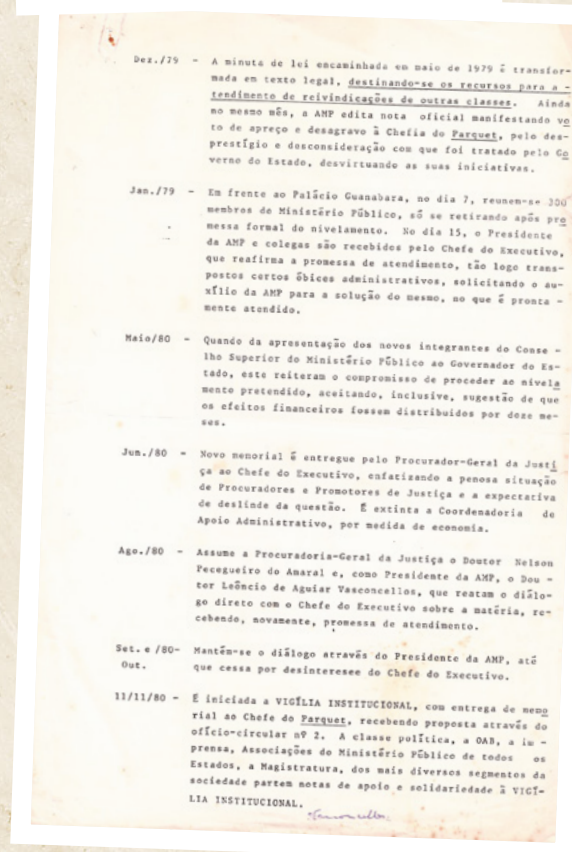 Dez./79 - A minuta de lei encaminhada em maio de 1979 é transfor-
mada em texto legal, destinando-se os recursos para a -
tendimento de reivindicações de outras classes. Ainda
no mesmo mês, a AMP edita nota oficial manifestando vo
to de apreço e desagravo à Chefia do Parquet, pelo des-
prestígio e desconsideração com que foi tratado pelo Go
verno do Estado, desvirtuando as suas iniciativas.
Jan./79 - Em frente ao Palácio Guanabara, no dia 7, reunem-se 300
membros do Ministério Público, só se retirando após pro
messa formal do nivelamento. No dia 15, o Presidente
da AMP e colegas são recebidos pelo Chefe do Executivo,
que reafirma a promessa de atendimento, tão logo trans-
postos certos óbices administrativos, solicitando o au-
xílio da AMP para a solução do mesmo, no que é pronta -
mente atendido.
Maio/80 - Quando da apresentação dos novos integrantes do Conse -
lho Superior do Ministério Público ao Governador do Es-
tado, este reiteram o compromisso de proceder ao nivela
mento pretendido, aceitando, inclusive, sugestão de que
os efeitos financeiros fossem distribuidos por doze me-
ses.
Jun./80 - Novo memorial é entregue pelo Procurador-Geral da Justi
ça ao Chefe do Executivo, enfatizando a penosa situação
de Procuradores e Promotores de Justiça e a expectativa
de deslinde da questão. É extinta a Coordenadoria de
Apoio Administrativo, por medida de economia.
Ago./80 - Assume a Procuradoria-Geral da Justiça o Doutor Nelson
Pecegueiro do Amaral e, como Presidente da AMP, o Dou -
tor Leôncio de Aguiar Vasconcellos, que reatam o diálo-
go direto com o Chefe do Executivo sobre a matéria, re-
cebendo, novamente, promessa de atendimento.
Set. e /80- Mantém-se o diálogo através do Presidente da AMP, até
Out. que cessa por desinteresee do Chefe do Executivo.
11/11/80 - É iniciada a VIGÍLIA INSTITUCIONAL, com entrega de memo
rial ao Chefe do Parquet, recebendo proposta através do
ofício-circular nº 2. A classe política, a OAB, a im -
prensa, Associações do Ministério Público de todos os
Estados, a Magistratura, dos mais diversos segmentos da
sociedade partem notas de apoio e solidariedade à VIGÍ-
LIA INSTITUCIONAL.